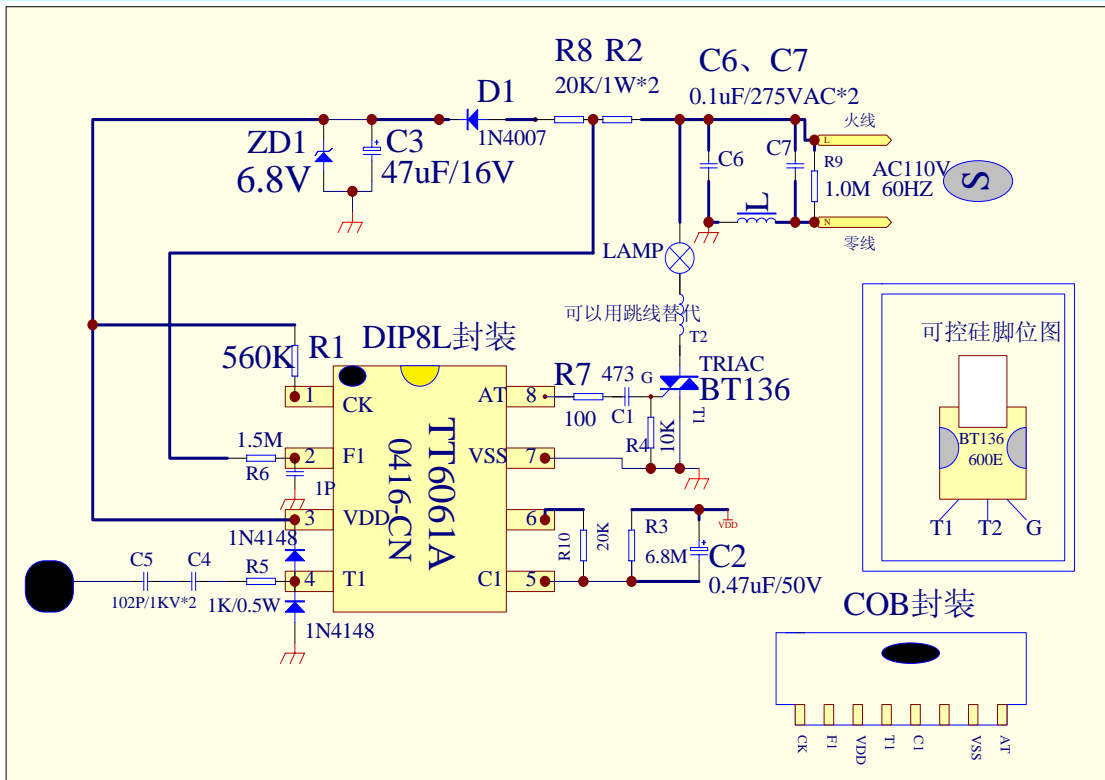 R8 R2
20K/1W*2
C6、C7
0.1uF/275VAC*2
D1
1N4007
ZD1
6.8V
C3
47uF/16V
C6
C7
L
火线
L
R9
1.0M
AC110V
60HZ
S
N
零线
LAMP
可以用跳线替代
T2
TRIAC
BT136
T1
G
473
C1
R7
100
R4
10K
560K
R1
DIP8L封装
TT6061A
0416-CN
1
CK
2
F1
3
VDD
4
T1
8
AT
7
VSS
6
5
C1
1.5M
R6
1P
1N4148
C5
C4
102P/1KV*2
R5
1K/0.5W
1N4148
R10
20K
R3
6.8M
VDD
C2
0.47uF/50V
可控硅脚位图
BT136
600E
T1
T2
G
COB封装
CK
F1
VDD
T1
C1
VSS
AT